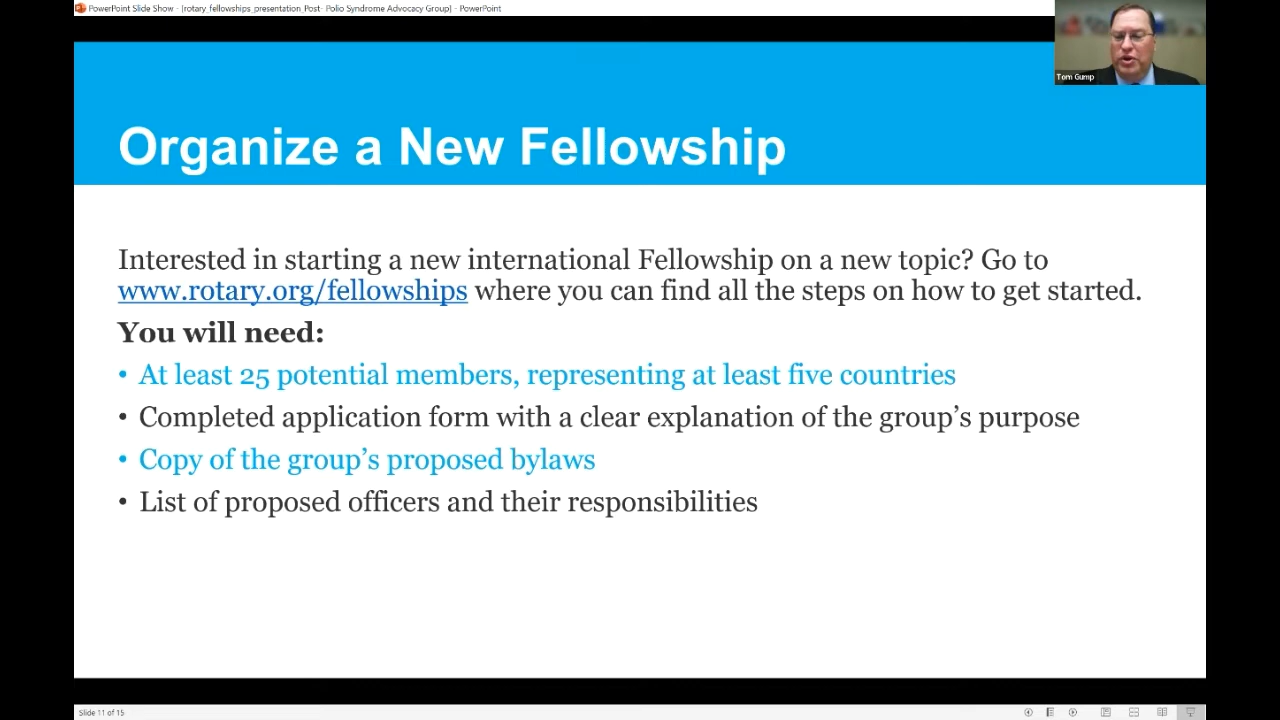 PowerPoint Slide Show - [rotary_fellowships_presentation_Post- Polio Syndrome Advocacy Group] - PowerPoint
Tom Gump
Organize a New Fellowship
Interested in starting a new international Fellowship on a new topic? Go to
www.rotary.org/fellowships where you can find all the steps on how to get started.
You will need:
• At least 25 potential members, representing at least five countries
• Completed application form with a clear explanation of the group's purpose
• Copy of the group's proposed bylaws
• List of proposed officers and their responsibilities
Slide 11 of 15